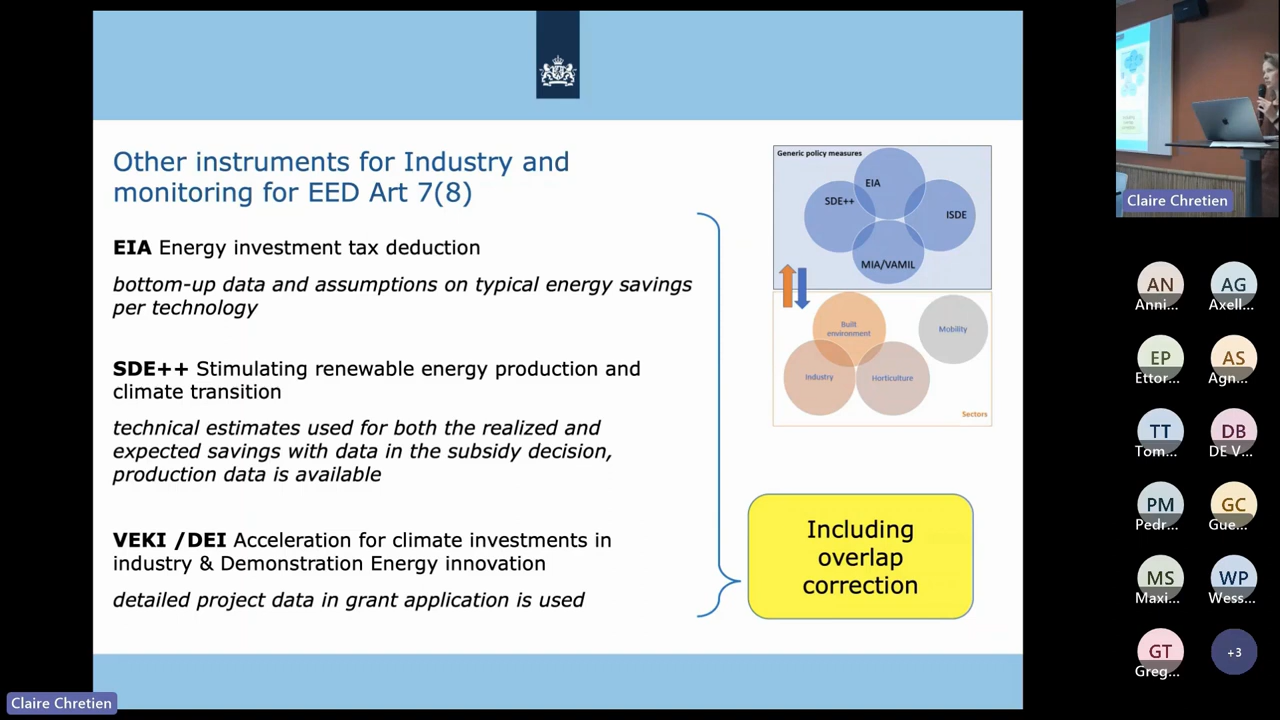 Other instruments for Industry and
monitoring for EED Art 7(8)
EIA Energy investment tax deduction
bottom-up data and assumptions on typical energy savings
per technology
SDE++ Stimulating renewable energy production and
climate transition
technical estimates used for both the realized and
expected savings with data in the subsidy decision,
production data is available
VEKI /DEI Acceleration for climate investments in
industry & Demonstration Energy innovation
detailed project data in grant application is used
Generic policy measures
EIA
SDE++
ISDE
MIA/VAMIL
Built
environment
Mobility
Industry
Horticulture
Sectors
Including
overlap
correction
Claire Chretien
AN
Anni...
AG
Axell...
EP
Ettor...
AS
Agn...
TT
Tom...
DB
DE V...
PM
Pedr...
GC
Gue...
MS
Maxi...
WP
Wess...
GT
Greg...
+3
Claire Chretien